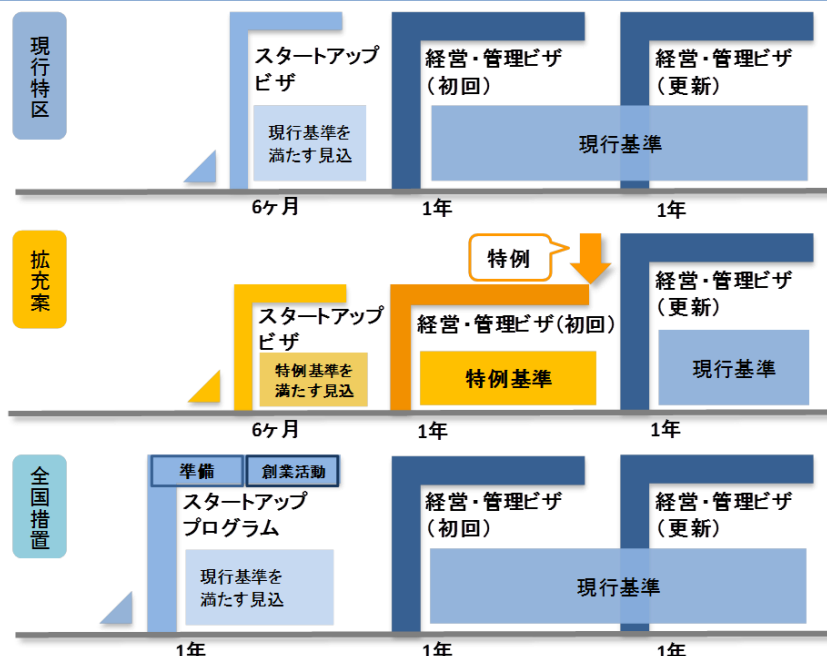 現行特区
スタートアップ
ビザ
現行基準を
満たす見込
経営・管理ビザ
(初回)
経営・管理ビザ
(更新)
現行基準
6ヶ月
1年
1年
拡充案
スタートアップ
ビザ
特例基準を
満たす見込
特例
経営・管理ビザ(初回)
特例基準
経営・管理ビザ
(更新)
現行基準
6ヶ月
1年
1年
全国措置
準備
創業活動
スタートアップ
プログラム
現行基準を
満たす見込
経営・管理ビザ
(初回)
経営・管理ビザ
(更新)
現行基準
1年
1年
1年